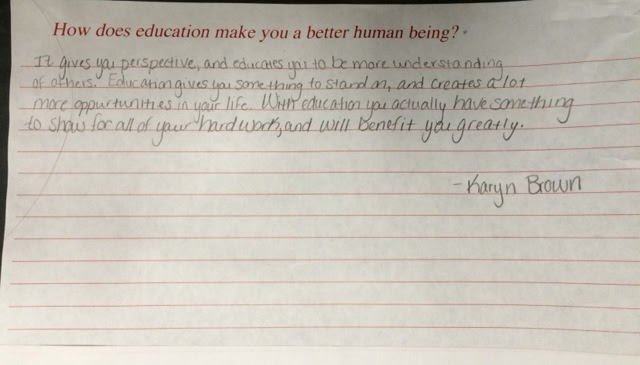 How does education make you a better human being?
It gives you perspective, and educates you to be more understanding
of others. Education gives you something to stand on, and creates a lot
more oppurtunities in your life. With education you actually have something
to show for all of your hard work, and will benefit you greatly.
- Karyn Brown